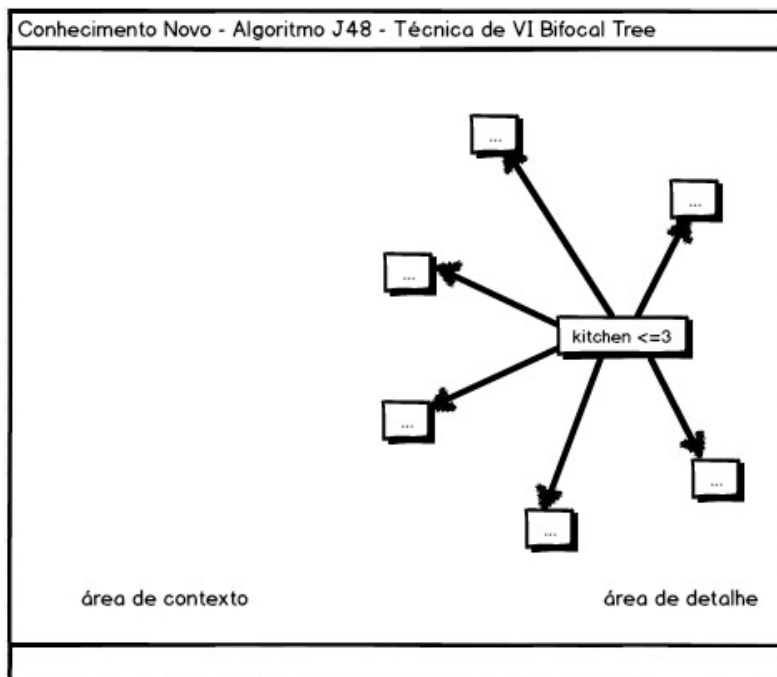 Conhecimento Novo - Algoritmo J48 - Técnica de VI Bifocal Tree
...
...
...
kitchen <=3
...
...
...
área de contexto
área de detalhe